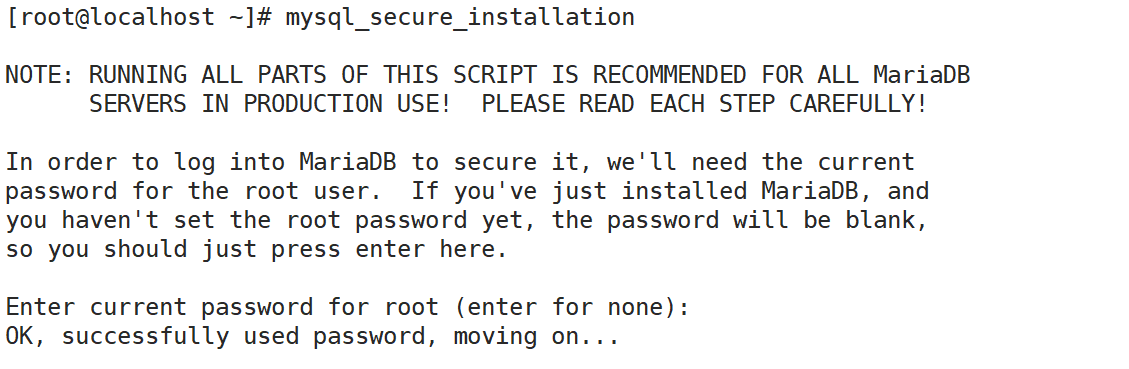 [root@localhost ~]# mysql_secure_installation
NOTE: RUNNING ALL PARTS OF THIS SCRIPT IS RECOMMENDED FOR ALL MariaDB
SERVERS IN PRODUCTION USE!  PLEASE READ EACH STEP CAREFULLY!
In order to log into MariaDB to secure it, we'll need the current
password for the root user.  If you've just installed MariaDB, and
you haven't set the root password yet, the password will be blank,
so you should just press enter here.
Enter current password for root (enter for none):
OK, successfully used password, moving on...